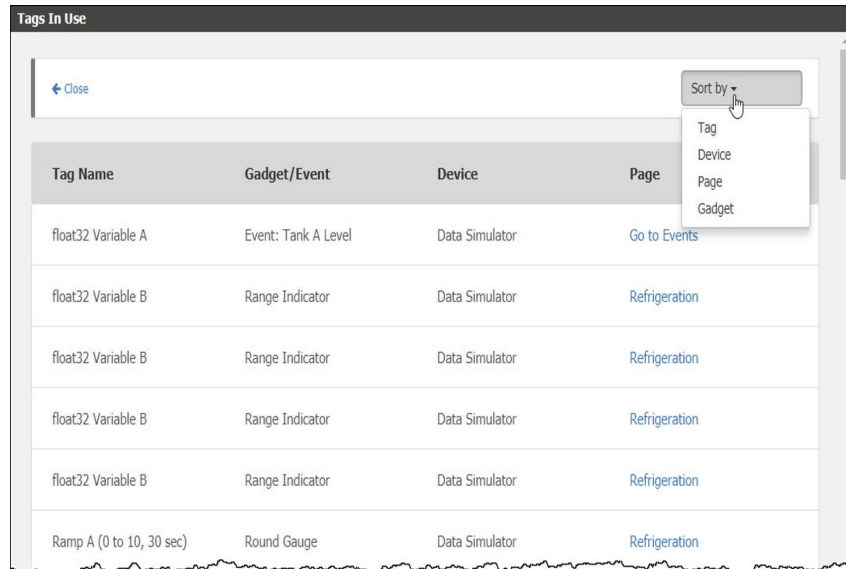 Tags In Use
← Close
Sort by
Tag
Device
Page
Gadget
Tag Name Gadget/Event Device Page
float32 Variable A Event: Tank A Level Data Simulator Go to Events
float32 Variable B Range Indicator Data Simulator Refrigeration
float32 Variable B Range Indicator Data Simulator Refrigeration
float32 Variable B Range Indicator Data Simulator Refrigeration
float32 Variable B Range Indicator Data Simulator Refrigeration
Ramp A (0 to 10, 30 sec) Round Gauge Data Simulator Refrigeration